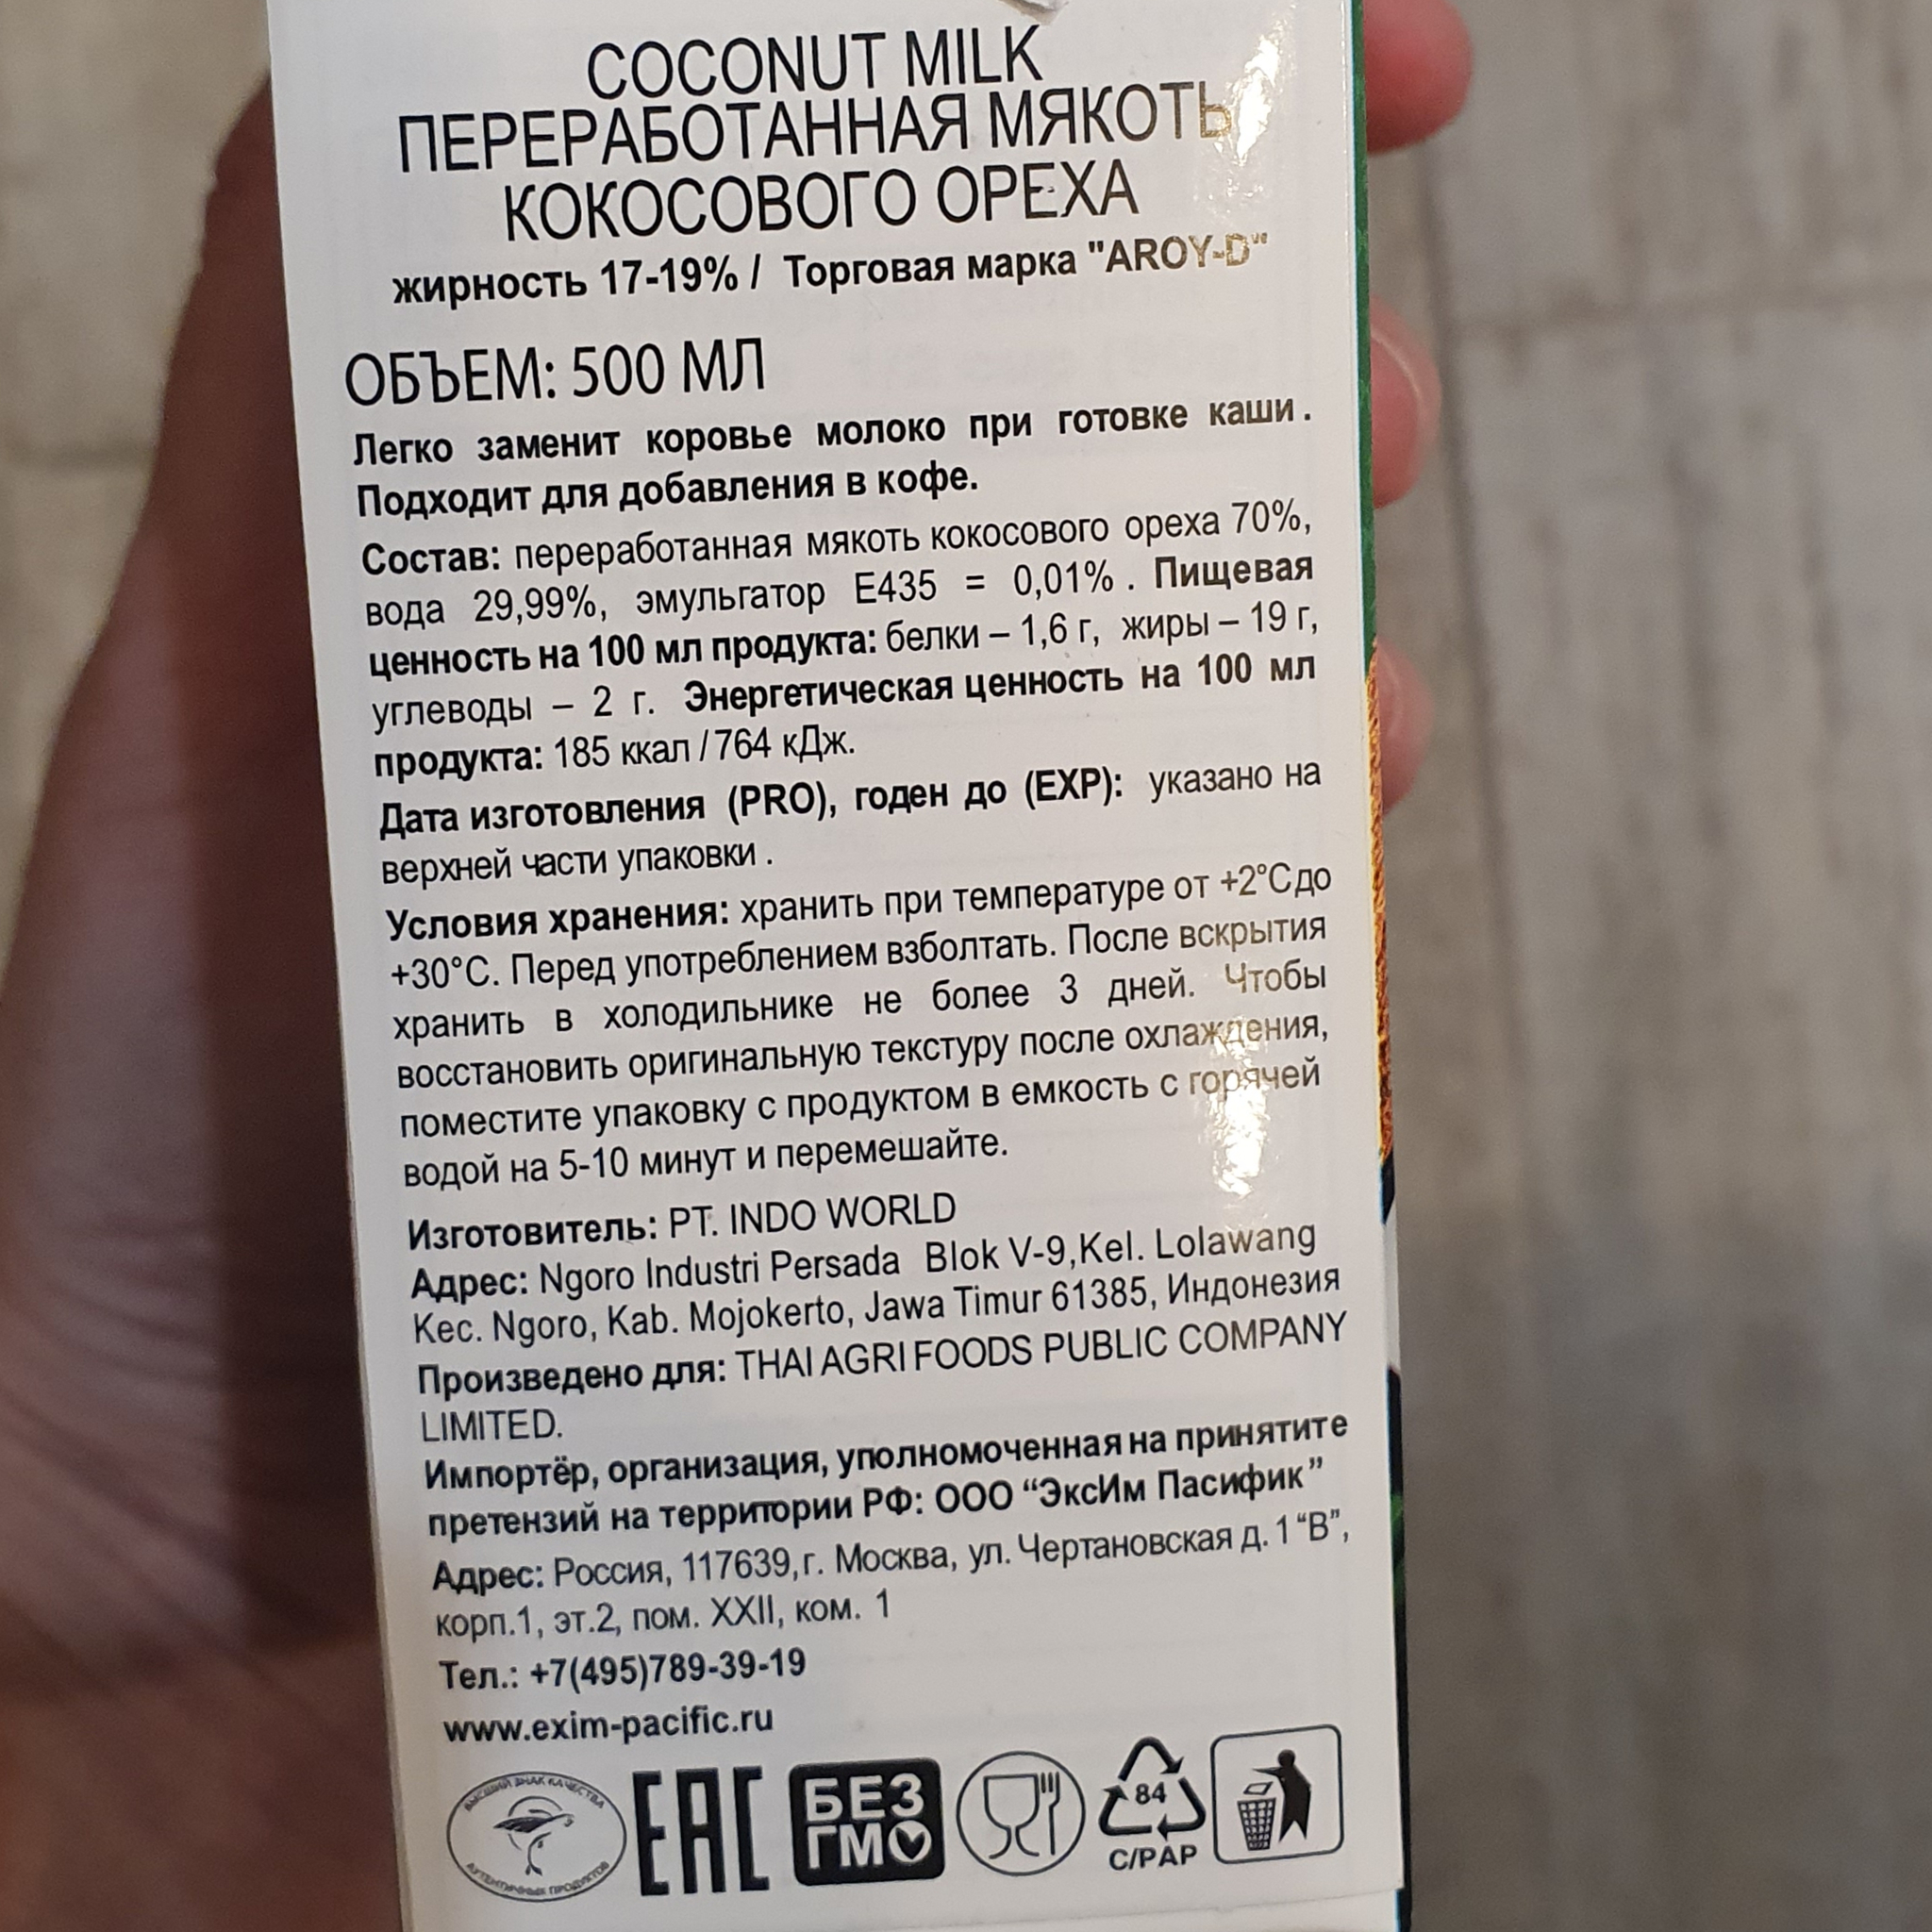 COCONUT MILK
ПЕРЕРАБОТАННАЯ МЯКОТЬ
КОКОСОВОГО ОРЕХА
жирность 17-19% / Торговая марка "AROY-D"
ОБЪЕМ: 500 МЛ
Легко заменит коровье молоко при готовке каши.
Подходит для добавления в кофе.
Состав: переработанная мякоть кокосового ореха 70%,
вода 29,99%, эмульгатор Е435 = 0,01% . Пищевая
ценность на 100 мл продукта: белки – 1,6 г, жиры – 19 г,
углеводы – 2 г. Энергетическая ценность на 100 мл
продукта: 185 ккал / 764 кДж.
Дата изготовления (PRO), годен до (EXP): указано на
верхней части упаковки .
Условия хранения: хранить при температуре от +2°С до
+30°С. Перед употреблением взболтать. После вскрытия
хранить в холодильнике не более 3 дней. Чтобы
восстановить оригинальную текстуру после охлаждения,
поместите упаковку с продуктом в емкость с горячей
водой на 5-10 минут и перемешайте.
Изготовитель: PT. INDO WORLD
Адрес: Ngoro Industri Persada Blok V-9,Kel. Lolawang
Kec. Ngoro, Kab. Mojokerto, Jawa Timur 61385, Индонезия
Произведено для: THAI AGRI FOODS PUBLIC COMPANY
LIMITED.
Импортёр, организация, уполномоченная на принятите
претензий на территории РФ: ООО “ЭксИм Пасифик”
Адрес: Россия, 117639,г. Москва, ул. Чертановская д. 1 “В”,
корп.1, эт.2, пом. XXII, ком. 1
Тел.: +7(495)789-39-19
www.exim-pacific.ru
ВЫСШИЙ ЗНАК КАЧЕСТВА
АУТЕНТИЧНЫХ ПРОДУКТОВ
EAC
БЕЗ
ГМО
84
C/PAP